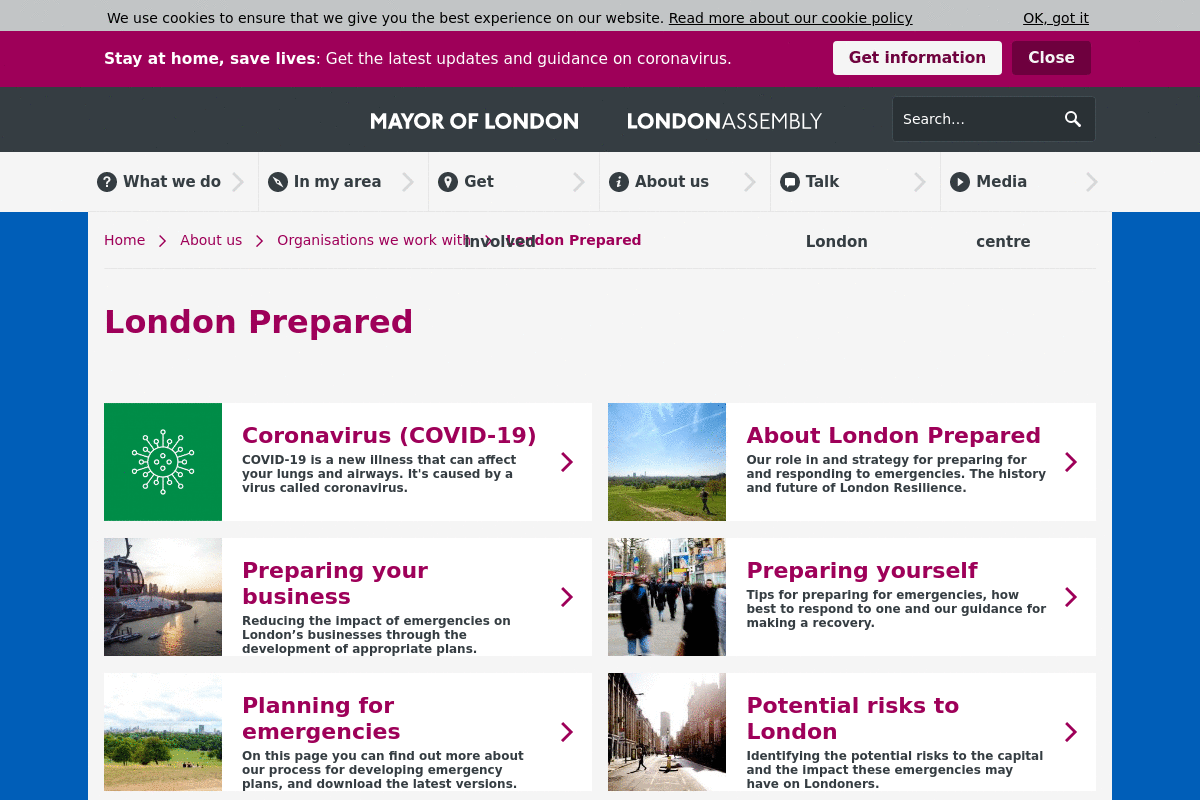 We use cookies to ensure that we give you the best experience on our website. Read more about our cookie policy
OK, got it
Stay at home, save lives: Get the latest updates and guidance on coronavirus.
Get information
Close
MAYOR OF LONDON
LONDONASSEMBLY
Search...
What we do
In my area
Get
Involved
About us
Talk
London
Media
centre
Home
About us
Organisations we work with
London Prepared
London Prepared
Coronavirus (COVID-19)
COVID-19 is a new illness that can affect
your lungs and airways. It's caused by a
virus called coronavirus.
About London Prepared
Our role in and strategy for preparing for
and responding to emergencies. The history
and future of London Resilience.
Preparing your
business
Reducing the impact of emergencies on
London’s businesses through the
development of appropriate plans.
Preparing yourself
Tips for preparing for emergencies, how
best to respond to one and our guidance for
making a recovery.
Planning for
emergencies
On this page you can find out more about
our process for developing emergency
plans, and download the latest versions.
Potential risks to
London
Identifying the potential risks to the capital
and the impact these emergencies may
have on Londoners.